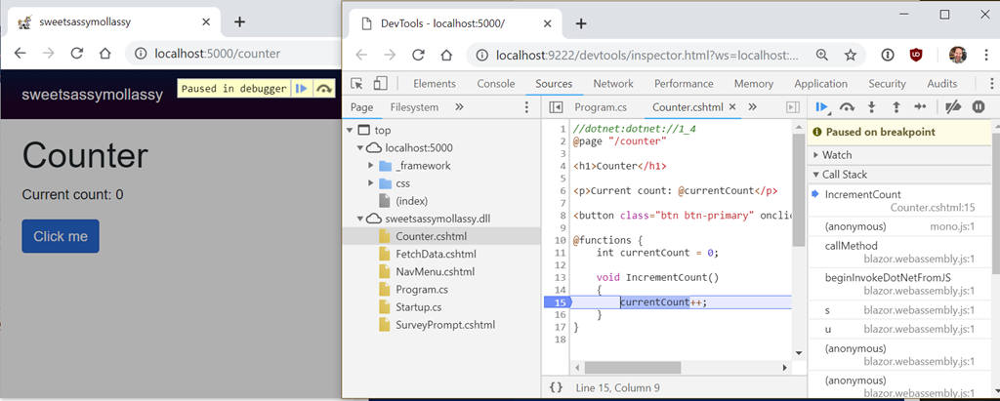 sweetsassymollassy
localhost:5000/counter
sweetsassymollassy
Paused in debugger
Counter
Current count: 0
Click me
DevTools - localhost:5000/
localhost:9222/devtools/inspector.html?ws=localhost:...
Elements Console Sources Network Performance Memory Application Security Audits
Page Filesystem
top
localhost:5000
_framework
css
(index)
sweetsassymollassy.dll
Counter.cshtml
FetchData.cshtml
NavMenu.cshtml
Program.cs
Startup.cs
SurveyPrompt.cshtml
Program.cs Counter.cshtml
1 //dotnet:dotnet://1_4
2 @page "/counter"
3
4 <h1>Counter</h1>
5
6 <p>Current count: @currentCount</p>
7
8 <button class="btn btn-primary" onclic
9
10 @functions {
11 int currentCount = 0;
12
13 void IncrementCount()
14 {
15 currentCount++;
16 }
17 }
18
{} Line 15, Column 9
Paused on breakpoint
Watch
Call Stack
IncrementCount
Counter.cshtml:15
(anonymous) mono.js:1
callMethod
blazor.webassembly.js:1
beginInvokeDotNetFromJS
blazor.webassembly.js:1
s blazor.webassembly.js:1
u blazor.webassembly.js:1
(anonymous)
blazor.webassembly.js:1
(anonymous)
blazor.webassembly.js:1